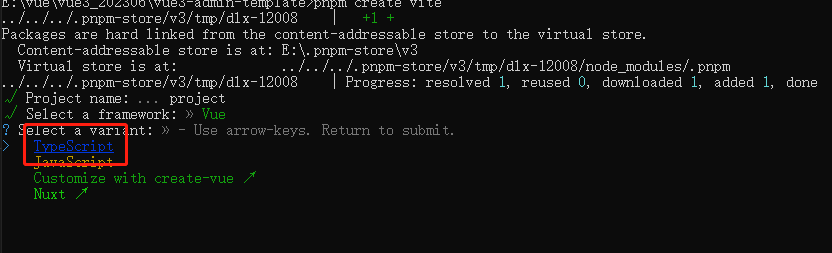 E:\vue\vue3_202306\vue3-admin-template>pnpm create vite
../../../.pnpm-store/v3/tmp/dlx-12008 | +1 +
Packages are hard linked from the content-addressable store to the virtual store.
Content-addressable store is at: E:\.pnpm-store\v3
Virtual store is at: ../../../.pnpm-store/v3/tmp/dlx-12008/node_modules/.pnpm
../../../.pnpm-store/v3/tmp/dlx-12008 | Progress: resolved 1, reused 0, downloaded 1, added 1, done
√ Project name: ... project
√ Select a framework: » Vue
? Select a variant: » - Use arrow-keys. Return to submit.
> TypeScript
JavaScript
Customize with create-vue ↗
Nuxt ↗